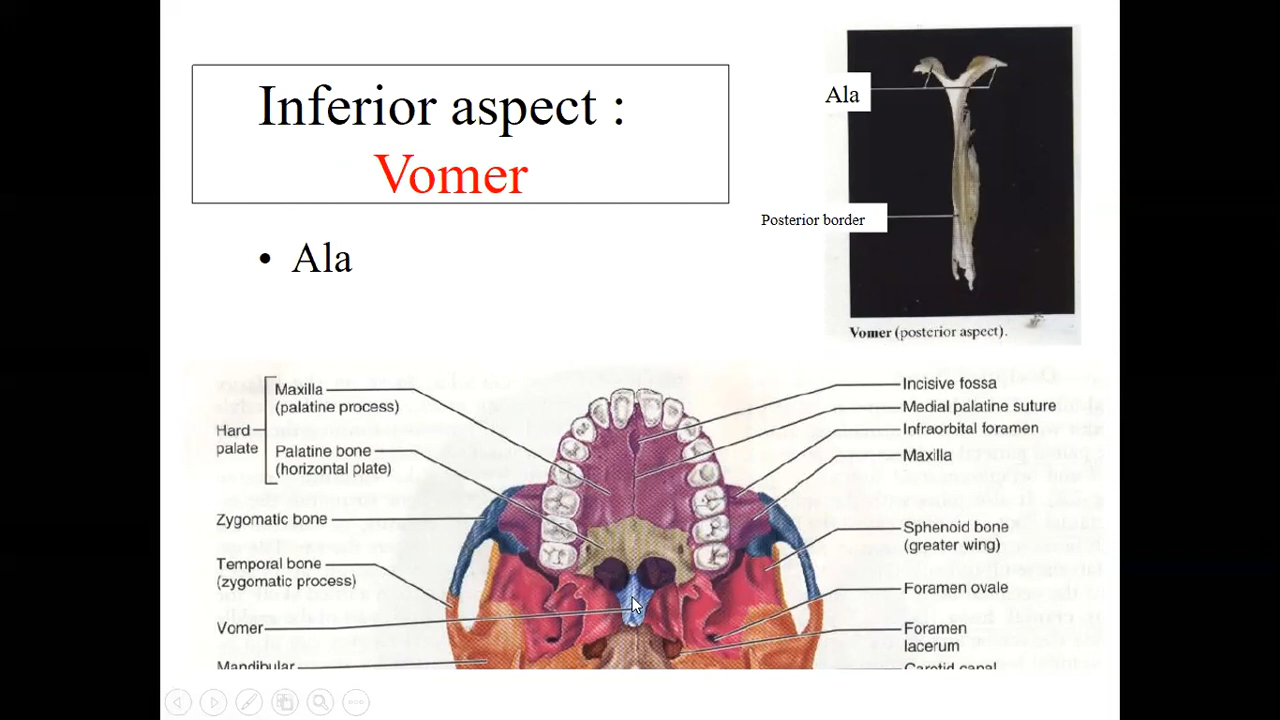 Inferior aspect :
Vomer
• Ala
Ala
Posterior border
Vomer (posterior aspect).
Maxilla
(palatine process)
Hard
palate
Palatine bone
(horizontal plate)
Zygomatic bone
Temporal bone
(zygomatic process)
Vomer
Mandibular
Incisive fossa
Medial palatine suture
Infraorbital foramen
Maxilla
Sphenoid bone
(greater wing)
Foramen ovale
Foramen
lacerum
Carotid canal